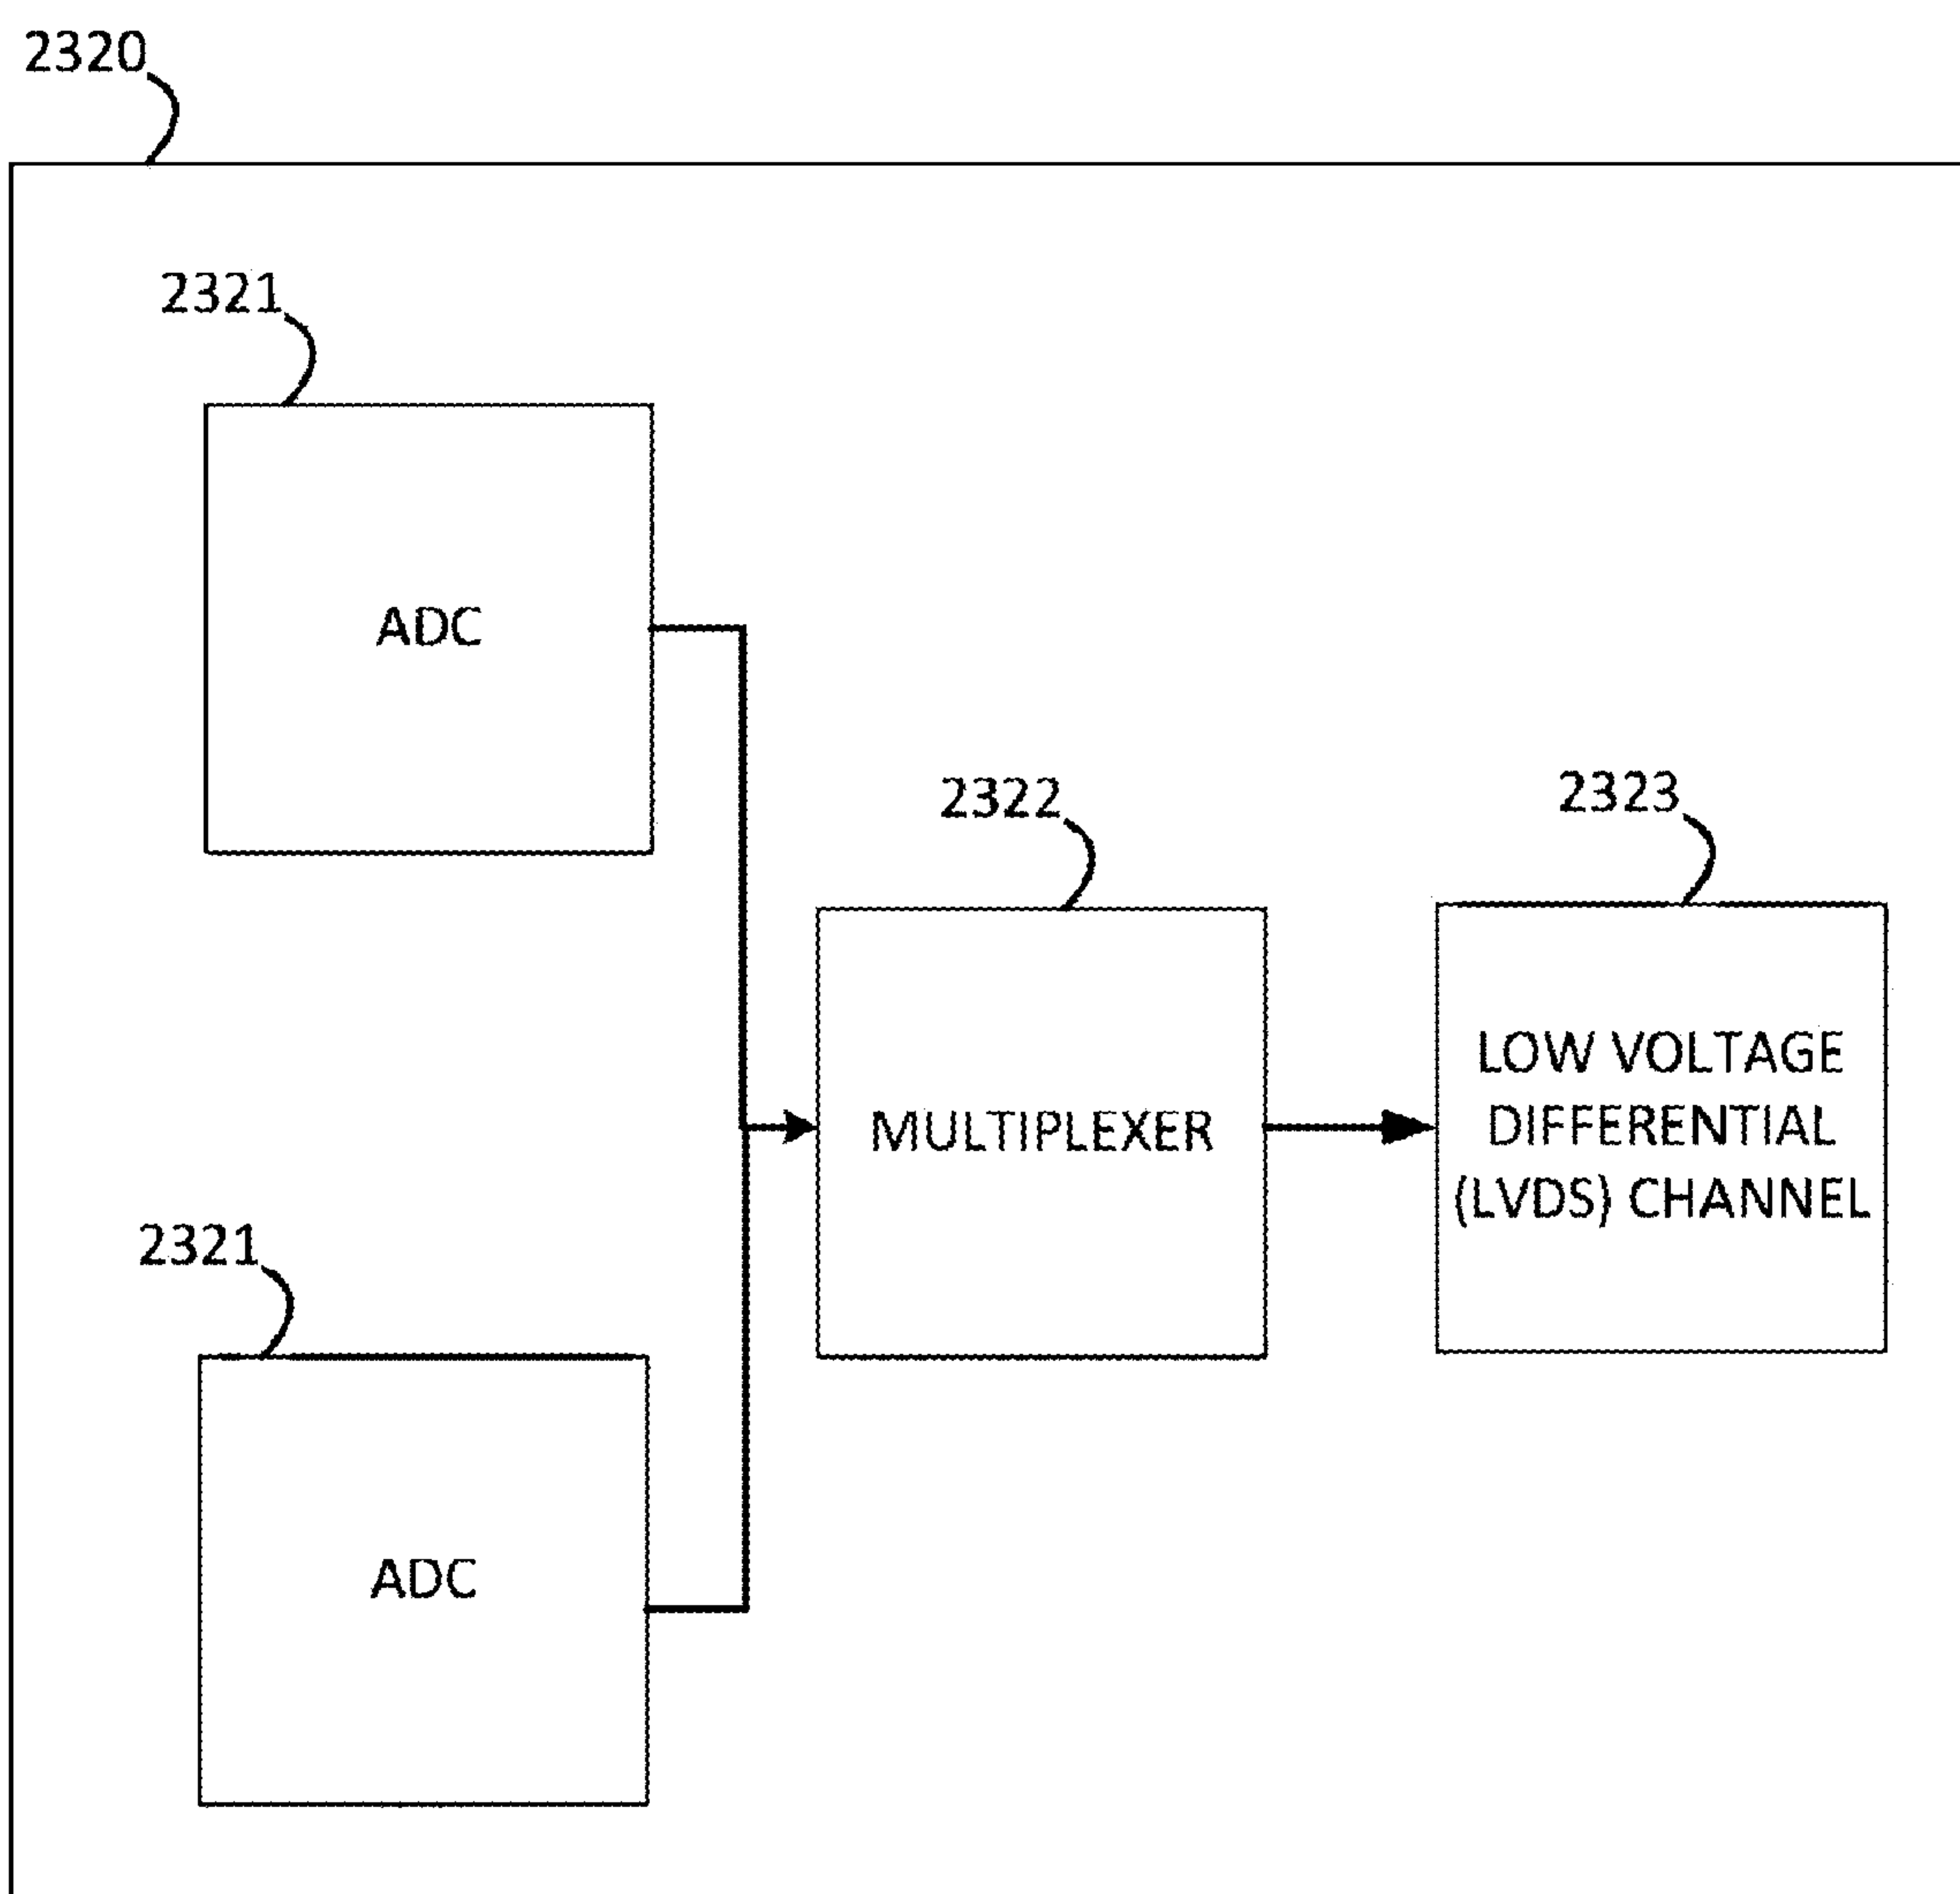 2320
2321
ADC
2322
2323
MULTIPLEXER
LOW VOLTAGE
DIFFERENTIAL
(LVDS) CHANNEL
2321
ADC